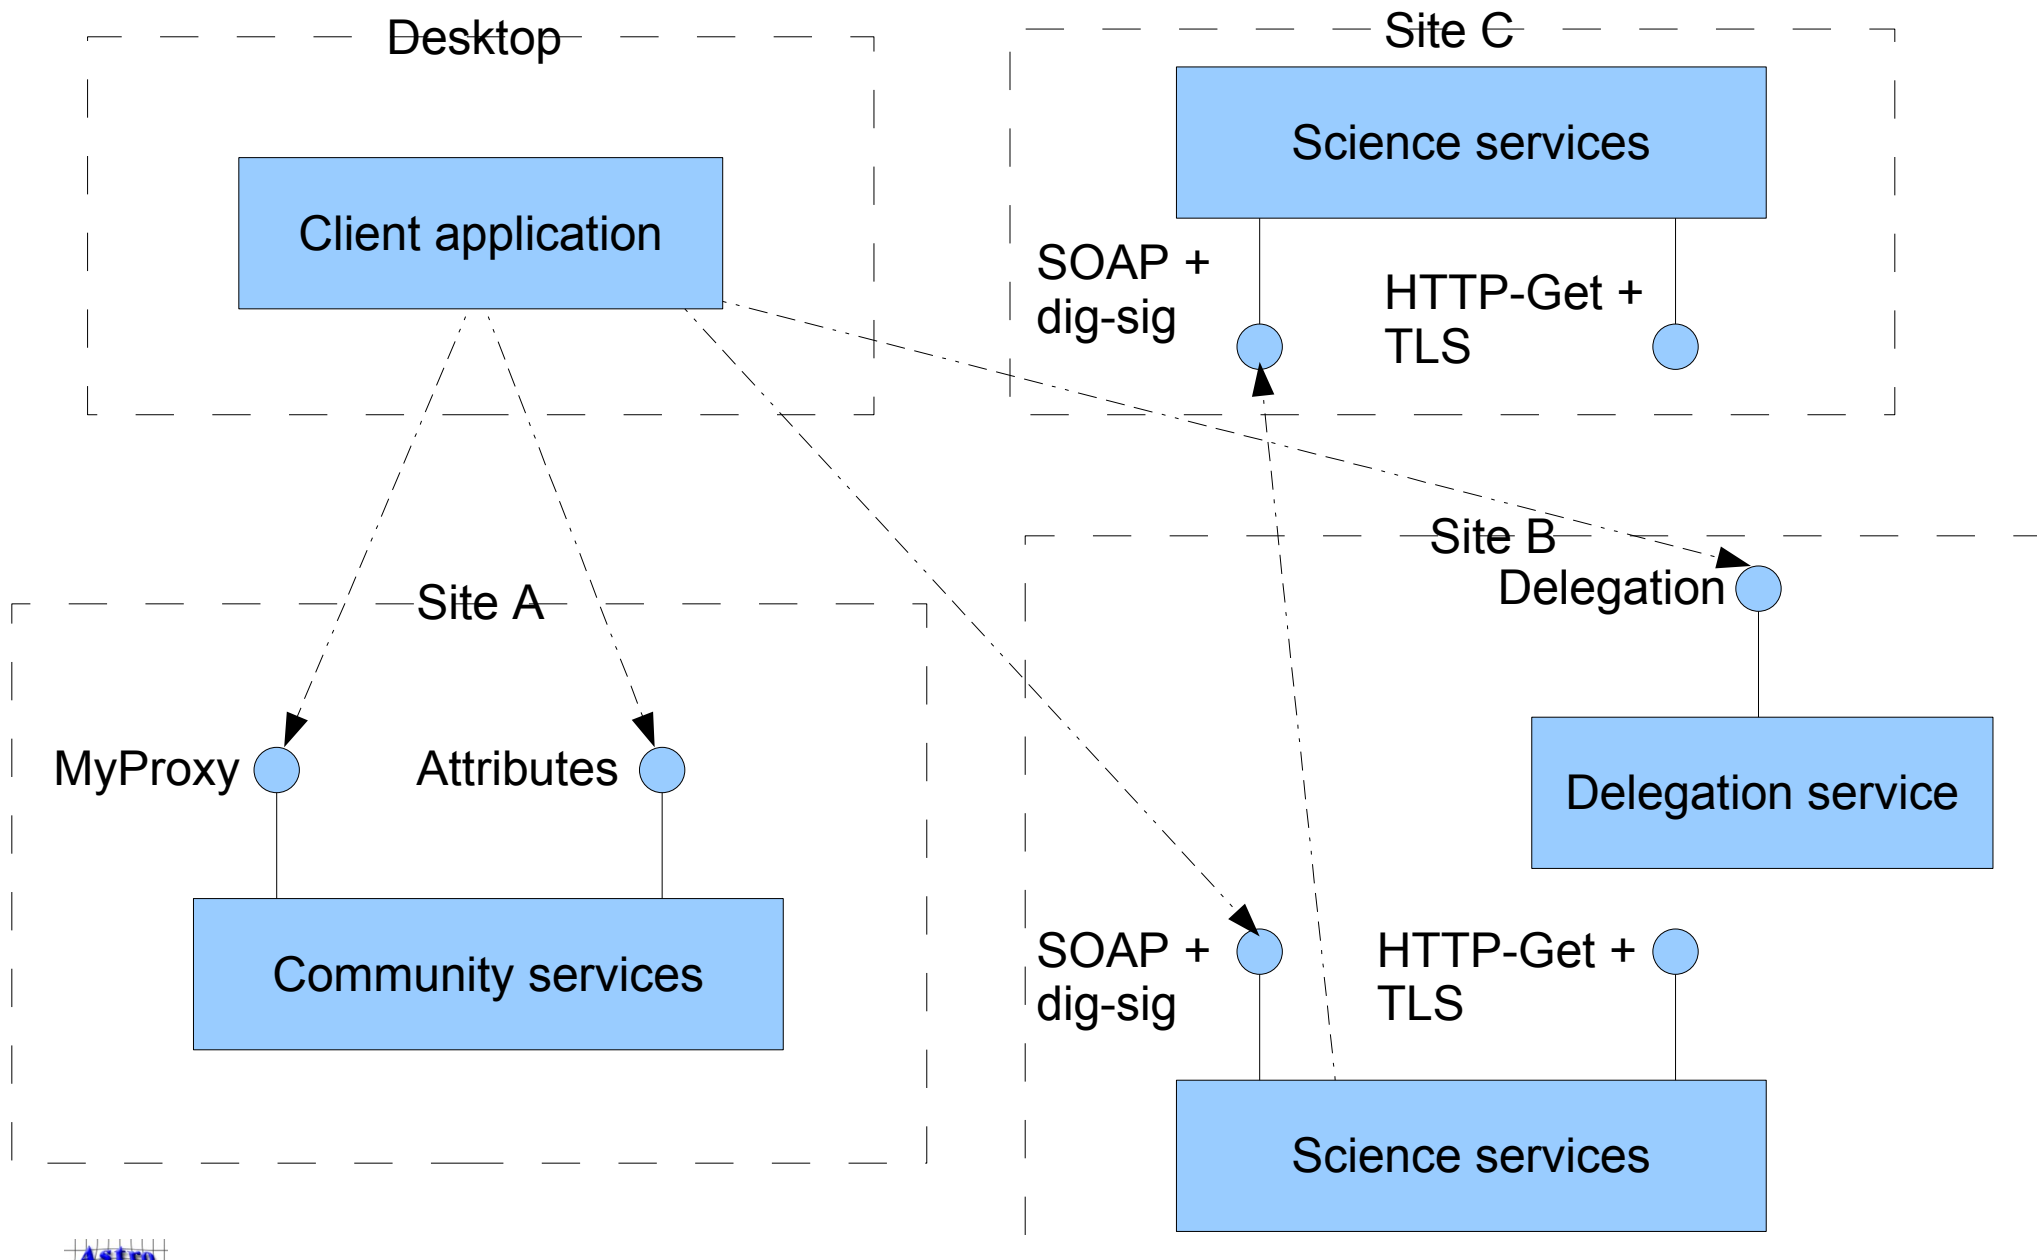 Desktop
Client application
Site C
Science services
SOAP +
dig-sig
HTTP-Get +
TLS
Site A
MyProxy
Attributes
Community services
Site B
Delegation
Delegation service
SOAP +
dig-sig
HTTP-Get +
TLS
Science services
Astro